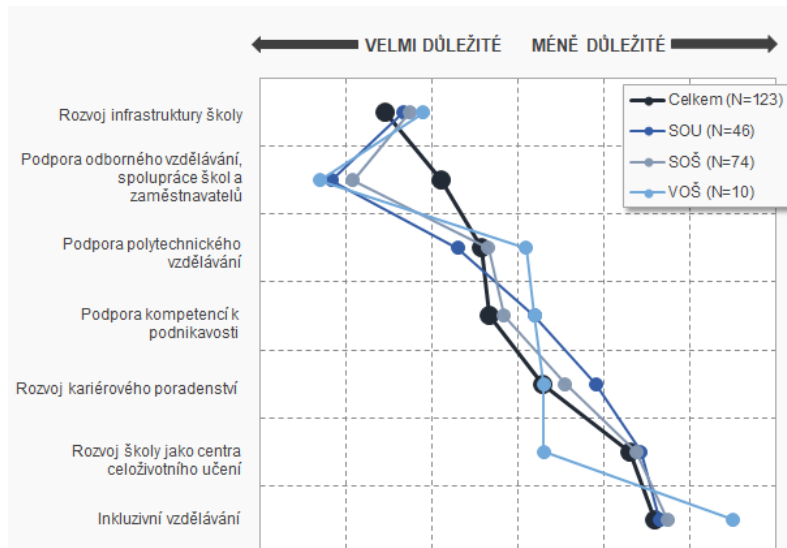 VELMI DŮLEŽITÉ MÉNĚ DŮLEŽITÉ
Celkem (N=123)
SOU (N=46)
SOŠ (N=74)
VOŠ (N=10)
Rozvoj infrastruktury školy
Podpora odborného vzdělávání,
spolupráce škol a
zaměstnavatelů
Podpora polytechnického
vzdělávání
Podpora kompetencí k
podnikavosti
Rozvoj kariérového poradenství
Rozvoj školy jako centra
celoživotního učení
Inkluzivní vzdělávání